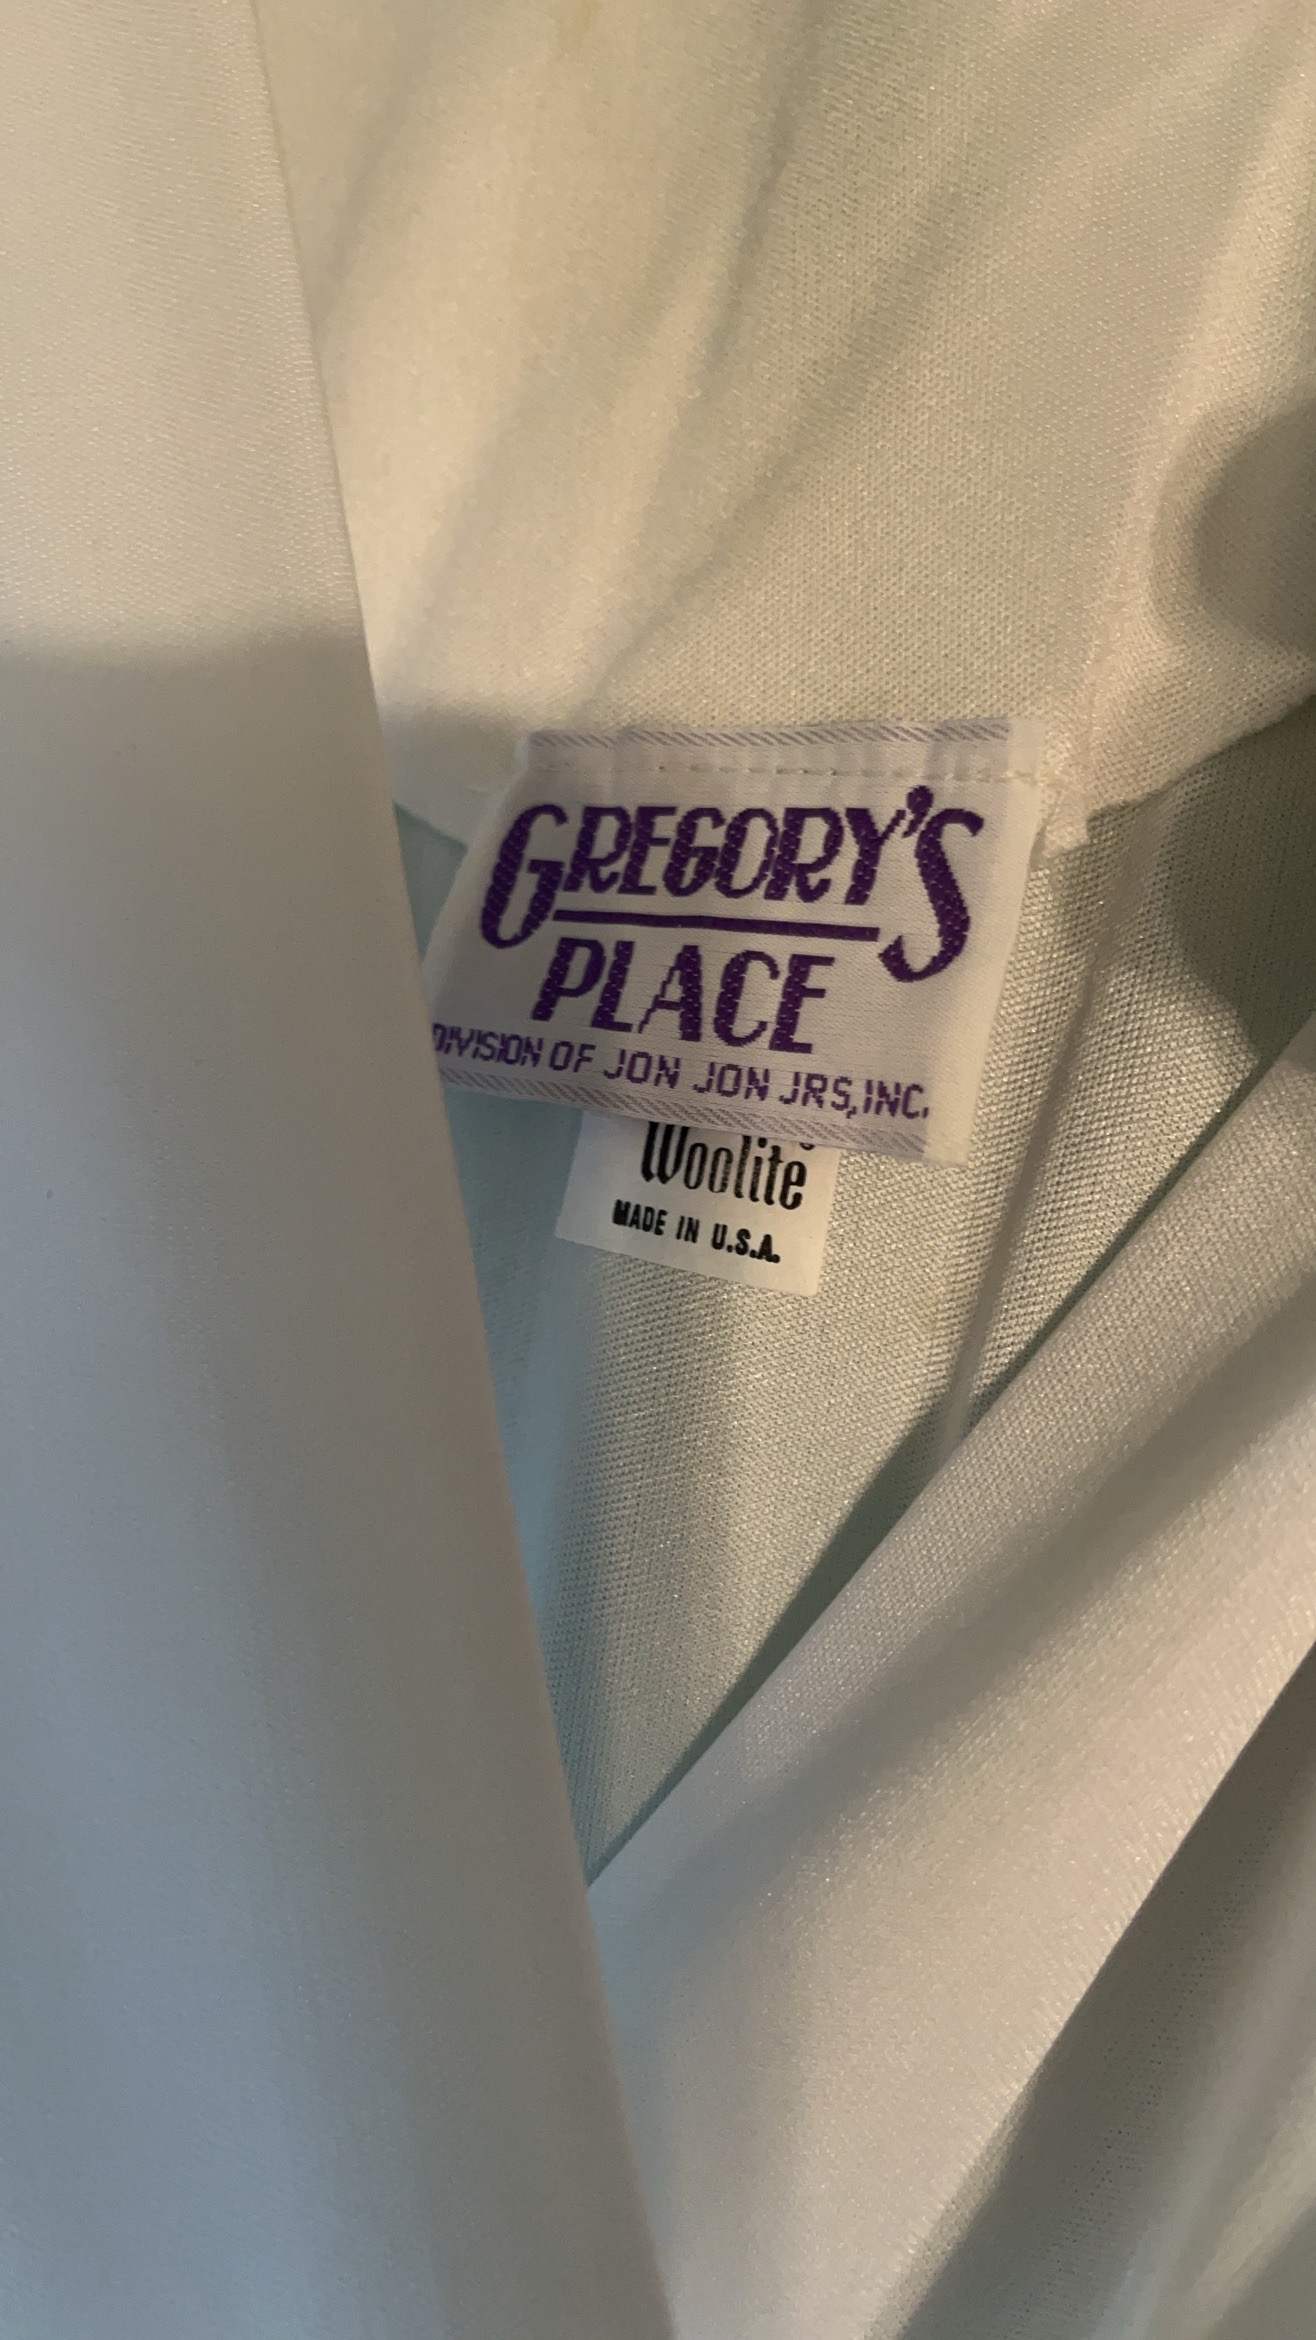 GREGORY'S
PLACE
DIVISION OF JON JON JRS, INC.
Woolite
MADE IN U.S.A.